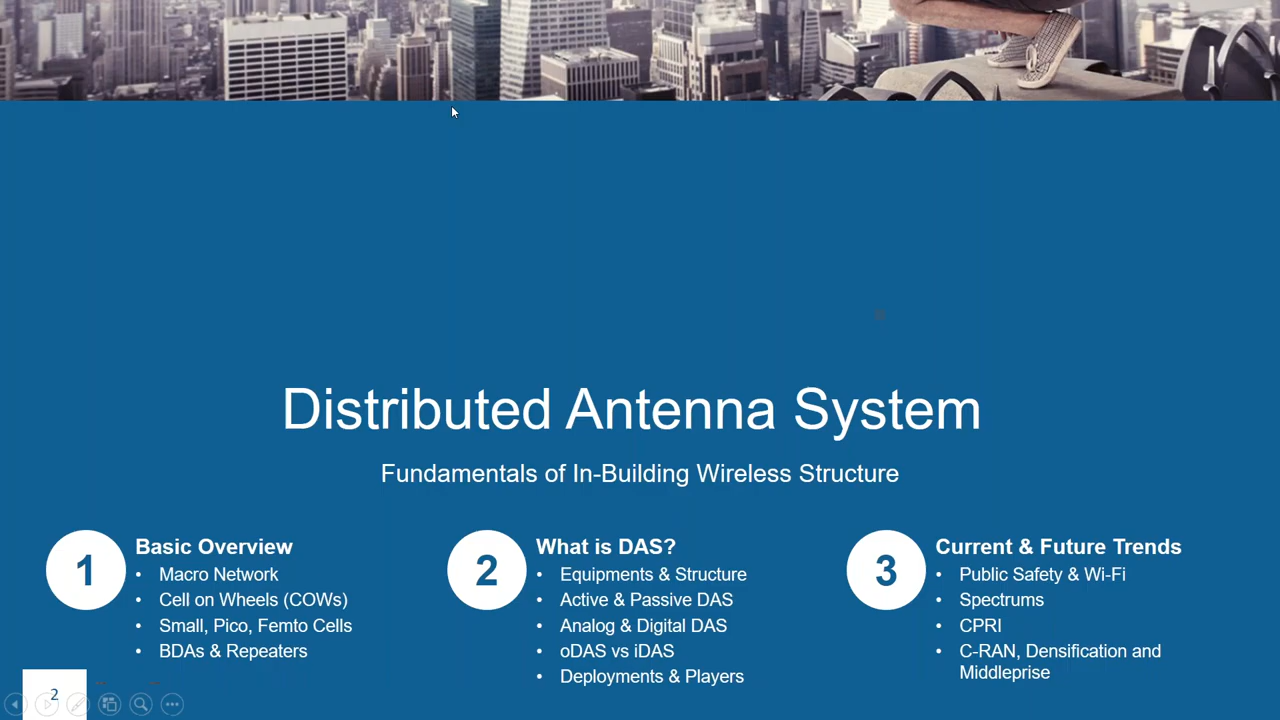 Distributed Antenna System
Fundamentals of In-Building Wireless Structure
1
Basic Overview
• Macro Network
• Cell on Wheels (COWs)
• Small, Pico, Femto Cells
• BDAs & Repeaters
2
What is DAS?
• Equipments & Structure
• Active & Passive DAS
• Analog & Digital DAS
• oDAS vs iDAS
• Deployments & Players
3
Current & Future Trends
• Public Safety & Wi-Fi
• Spectrums
• CPRI
• C-RAN, Densification and
Middleprise
2